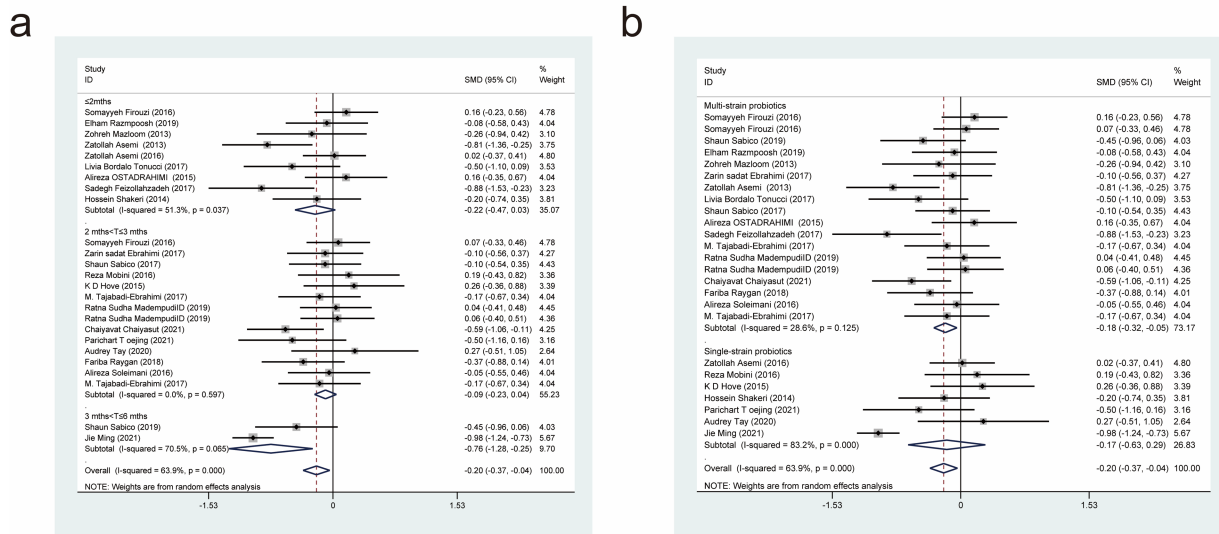 a
Study %
ID SMD (95% CI) Weight
≤2mths
Somayyeh Firouzi (2016) 0.16 (-0.23, 0.56) 4.78
Elham Razmpoosh (2019) -0.08 (-0.58, 0.43) 4.04
Zohreh Mazloom (2013) -0.26 (-0.94, 0.42) 3.10
Zatollah Asemi (2013) -0.81 (-1.36, -0.25) 3.75
Zatollah Asemi (2016) 0.02 (-0.37, 0.41) 4.80
Livia Bordalo Tonucci (2017) -0.50 (-1.10, 0.09) 3.53
Alireza OSTADRAHIMI (2015) 0.16 (-0.35, 0.67) 4.04
Sadegh Feizollahzadeh (2017) -0.88 (-1.53, -0.23) 3.23
Hossein Shakeri (2014) -0.20 (-0.74, 0.35) 3.81
Subtotal (I-squared = 51.3%, p = 0.037) -0.22 (-0.47, 0.03) 35.07
.
2 mths<T≤3 mths
Somayyeh Firouzi (2016) 0.07 (-0.33, 0.46) 4.78
Zarin sadat Ebrahimi (2017) -0.10 (-0.56, 0.37) 4.27
Shaun Sabico (2017) -0.10 (-0.54, 0.35) 4.43
Reza Mobini (2016) 0.19 (-0.43, 0.82) 3.36
K D Hove (2015) 0.26 (-0.36, 0.88) 3.39
M. Tajabadi-Ebrahimi (2017) -0.17 (-0.67, 0.34) 4.04
Ratna Sudha MadempudiID (2019) 0.04 (-0.41, 0.48) 4.45
Ratna Sudha MadempudiID (2019) 0.06 (-0.40, 0.51) 4.36
Chaiyavat Chaiyasut (2021) -0.59 (-1.06, -0.11) 4.25
Parichart T oejing (2021) -0.50 (-1.16, 0.16) 3.16
Audrey Tay (2020) 0.27 (-0.51, 1.05) 2.64
Fariba Raygan (2018) -0.37 (-0.88, 0.14) 4.01
Alireza Soleimani (2016) -0.05 (-0.55, 0.46) 4.04
M. Tajabadi-Ebrahimi (2017) -0.17 (-0.67, 0.34) 4.04
Subtotal (I-squared = 0.0%, p = 0.597) -0.09 (-0.23, 0.04) 55.23
.
3 mths<T≤6 mths
Shaun Sabico (2019) -0.45 (-0.96, 0.06) 4.03
Jie Ming (2021) -0.98 (-1.24, -0.73) 5.67
Subtotal (I-squared = 70.5%, p = 0.065) -0.76 (-1.28, -0.25) 9.70
.
Overall (I-squared = 63.9%, p = 0.000) -0.20 (-0.37, -0.04) 100.00
NOTE: Weights are from random effects analysis
-1.53 0 1.53
b
Study %
ID SMD (95% CI) Weight
Multi-strain probiotics
Somayyeh Firouzi (2016) 0.16 (-0.23, 0.56) 4.78
Somayyeh Firouzi (2016) 0.07 (-0.33, 0.46) 4.78
Shaun Sabico (2019) -0.45 (-0.96, 0.06) 4.03
Elham Razmpoosh (2019) -0.08 (-0.58, 0.43) 4.04
Zohreh Mazloom (2013) -0.26 (-0.94, 0.42) 3.10
Zarin sadat Ebrahimi (2017) -0.10 (-0.56, 0.37) 4.27
Zatollah Asemi (2013) -0.81 (-1.36, -0.25) 3.75
Livia Bordalo Tonucci (2017) -0.50 (-1.10, 0.09) 3.53
Shaun Sabico (2017) -0.10 (-0.54, 0.35) 4.43
Alireza OSTADRAHIMI (2015) 0.16 (-0.35, 0.67) 4.04
Sadegh Feizollahzadeh (2017) -0.88 (-1.53, -0.23) 3.23
M. Tajabadi-Ebrahimi (2017) -0.17 (-0.67, 0.34) 4.04
Ratna Sudha MadempudiID (2019) 0.04 (-0.41, 0.48) 4.45
Ratna Sudha MadempudiID (2019) 0.06 (-0.40, 0.51) 4.36
Chaiyavat Chaiyasut (2021) -0.59 (-1.06, -0.11) 4.25
Fariba Raygan (2018) -0.37 (-0.88, 0.14) 4.01
Alireza Soleimani (2016) -0.05 (-0.55, 0.46) 4.04
M. Tajabadi-Ebrahimi (2017) -0.17 (-0.67, 0.34) 4.04
Subtotal (I-squared = 28.6%, p = 0.125) -0.18 (-0.32, -0.05) 73.17
.
Single-strain probiotics
Zatollah Asemi (2016) 0.02 (-0.37, 0.41) 4.80
Reza Mobini (2016) 0.19 (-0.43, 0.82) 3.36
K D Hove (2015) 0.26 (-0.36, 0.88) 3.39
Hossein Shakeri (2014) -0.20 (-0.74, 0.35) 3.81
Parichart T oejing (2021) -0.50 (-1.16, 0.16) 3.16
Audrey Tay (2020) 0.27 (-0.51, 1.05) 2.64
Jie Ming (2021) -0.98 (-1.24, -0.73) 5.67
Subtotal (I-squared = 83.2%, p = 0.000) -0.17 (-0.63, 0.29) 26.83
.
Overall (I-squared = 63.9%, p = 0.000) -0.20 (-0.37, -0.04) 100.00
NOTE: Weights are from random effects analysis
-1.53 0 1.53